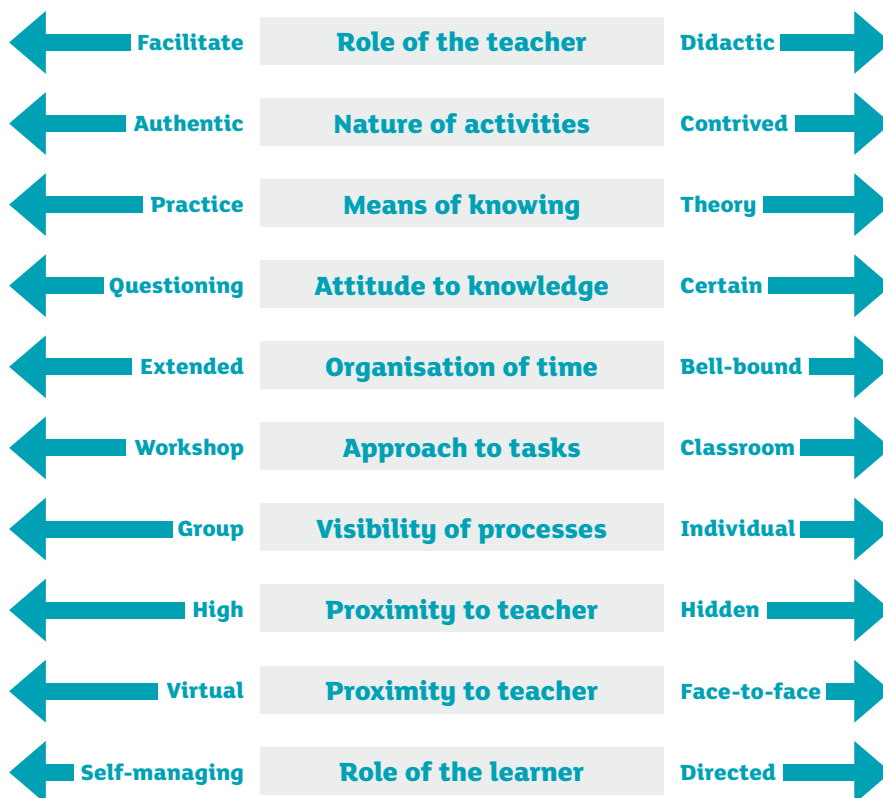 Facilitate Role of the teacher Didactic
Authentic Nature of activities Contrived
Practice Means of knowing Theory
Questioning Attitude to knowledge Certain
Extended Organisation of time Bell-bound
Workshop Approach to tasks Classroom
Group Visibility of processes Individual
High Proximity to teacher Hidden
Virtual Proximity to teacher Face-to-face
Self-managing Role of the learner Directed